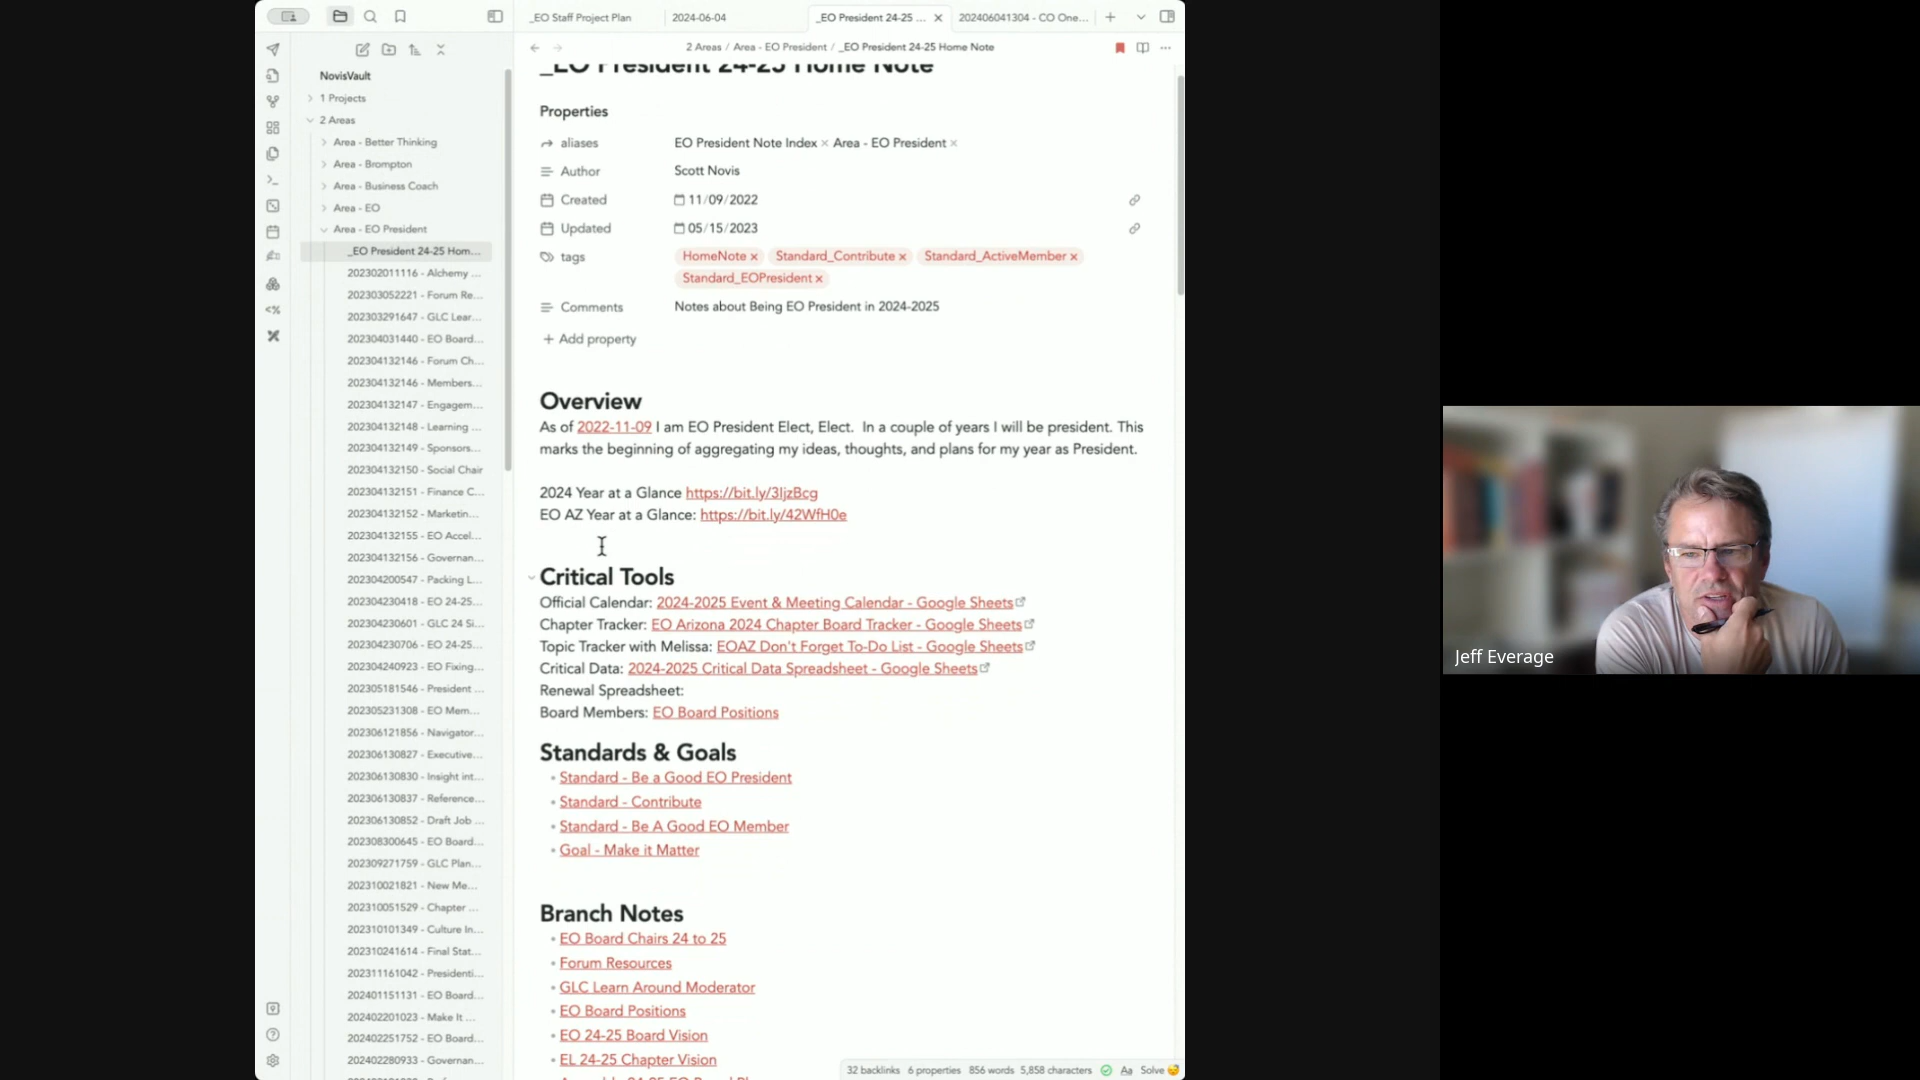 _EO Staff Project Plan
2024-06-04
_EO President 24-25 ...
202406041304 - CO One...
2 Areas / Area - EO President / _EO President 24-25 Home Note
NovisVault
1 Projects
2 Areas
Area - Better Thinking
Area - Brompton
Area - Business Coach
Area - EO
Area - EO President
_EO President 24-25 Hom...
202302011116 - Alchemy ...
202303052221 - Forum Re...
202303291647 - GLC Lear...
202304031440 - EO Board...
202304132146 - Forum Ch...
202304132146 - Members...
202304132147 - Engagem...
202304132148 - Learning ...
202304132149 - Sponsors...
202304132150 - Social Chair
202304132151 - Finance C...
202304132152 - Marketin...
202304132155 - EO Accel...
202304132156 - Governan...
202304200547 - Packing L...
202304230418 - EO 24-25...
202304230601 - GLC 24 Si...
202304230706 - EO 24-25...
202304240923 - EO Fixing...
202305181546 - President ...
202305231308 - EO Mem...
202306121856 - Navigator...
202306130827 - Executive...
202306130830 - Insight int...
202306130837 - Reference...
202306130852 - Draft Job ...
202308300645 - EO Board...
202309271759 - GLC Plan...
202310021821 - New Me...
202310051529 - Chapter ...
202310101349 - Culture In...
202310241614 - Final Stat...
202311161042 - Presidenti...
202401151131 - EO Board...
202402201023 - Make It ...
202402251752 - EO Board...
202402280933 - Governan...
_EO President 24-25 Home Note
Properties
aliases EO President Note Index × Area - EO President ×
Author Scott Novis
Created 11/09/2022
Updated 05/15/2023
tags HomeNote × Standard_Contribute × Standard_ActiveMember ×
Standard_EOPresident ×
Comments Notes about Being EO President in 2024-2025
+ Add property
Overview
As of 2022-11-09 I am EO President Elect, Elect. In a couple of years I will be president. This
marks the beginning of aggregating my ideas, thoughts, and plans for my year as President.
2024 Year at a Glance https://bit.ly/3IjzBcg
EO AZ Year at a Glance: https://bit.ly/42WfH0e
Critical Tools
Official Calendar: 2024-2025 Event & Meeting Calendar - Google Sheets
Chapter Tracker: EO Arizona 2024 Chapter Board Tracker - Google Sheets
Topic Tracker with Melissa: EOAZ Don't Forget To-Do List - Google Sheets
Critical Data: 2024-2025 Critical Data Spreadsheet - Google Sheets
Renewal Spreadsheet:
Board Members: EO Board Positions
Standards & Goals
• Standard - Be a Good EO President
• Standard - Contribute
• Standard - Be A Good EO Member
• Goal - Make it Matter
Branch Notes
• EO Board Chairs 24 to 25
• Forum Resources
• GLC Learn Around Moderator
• EO Board Positions
• EO 24-25 Board Vision
• EL 24-25 Chapter Vision
32 backlinks 6 properties 856 words 5,858 characters Aa Solve
Jeff Everage